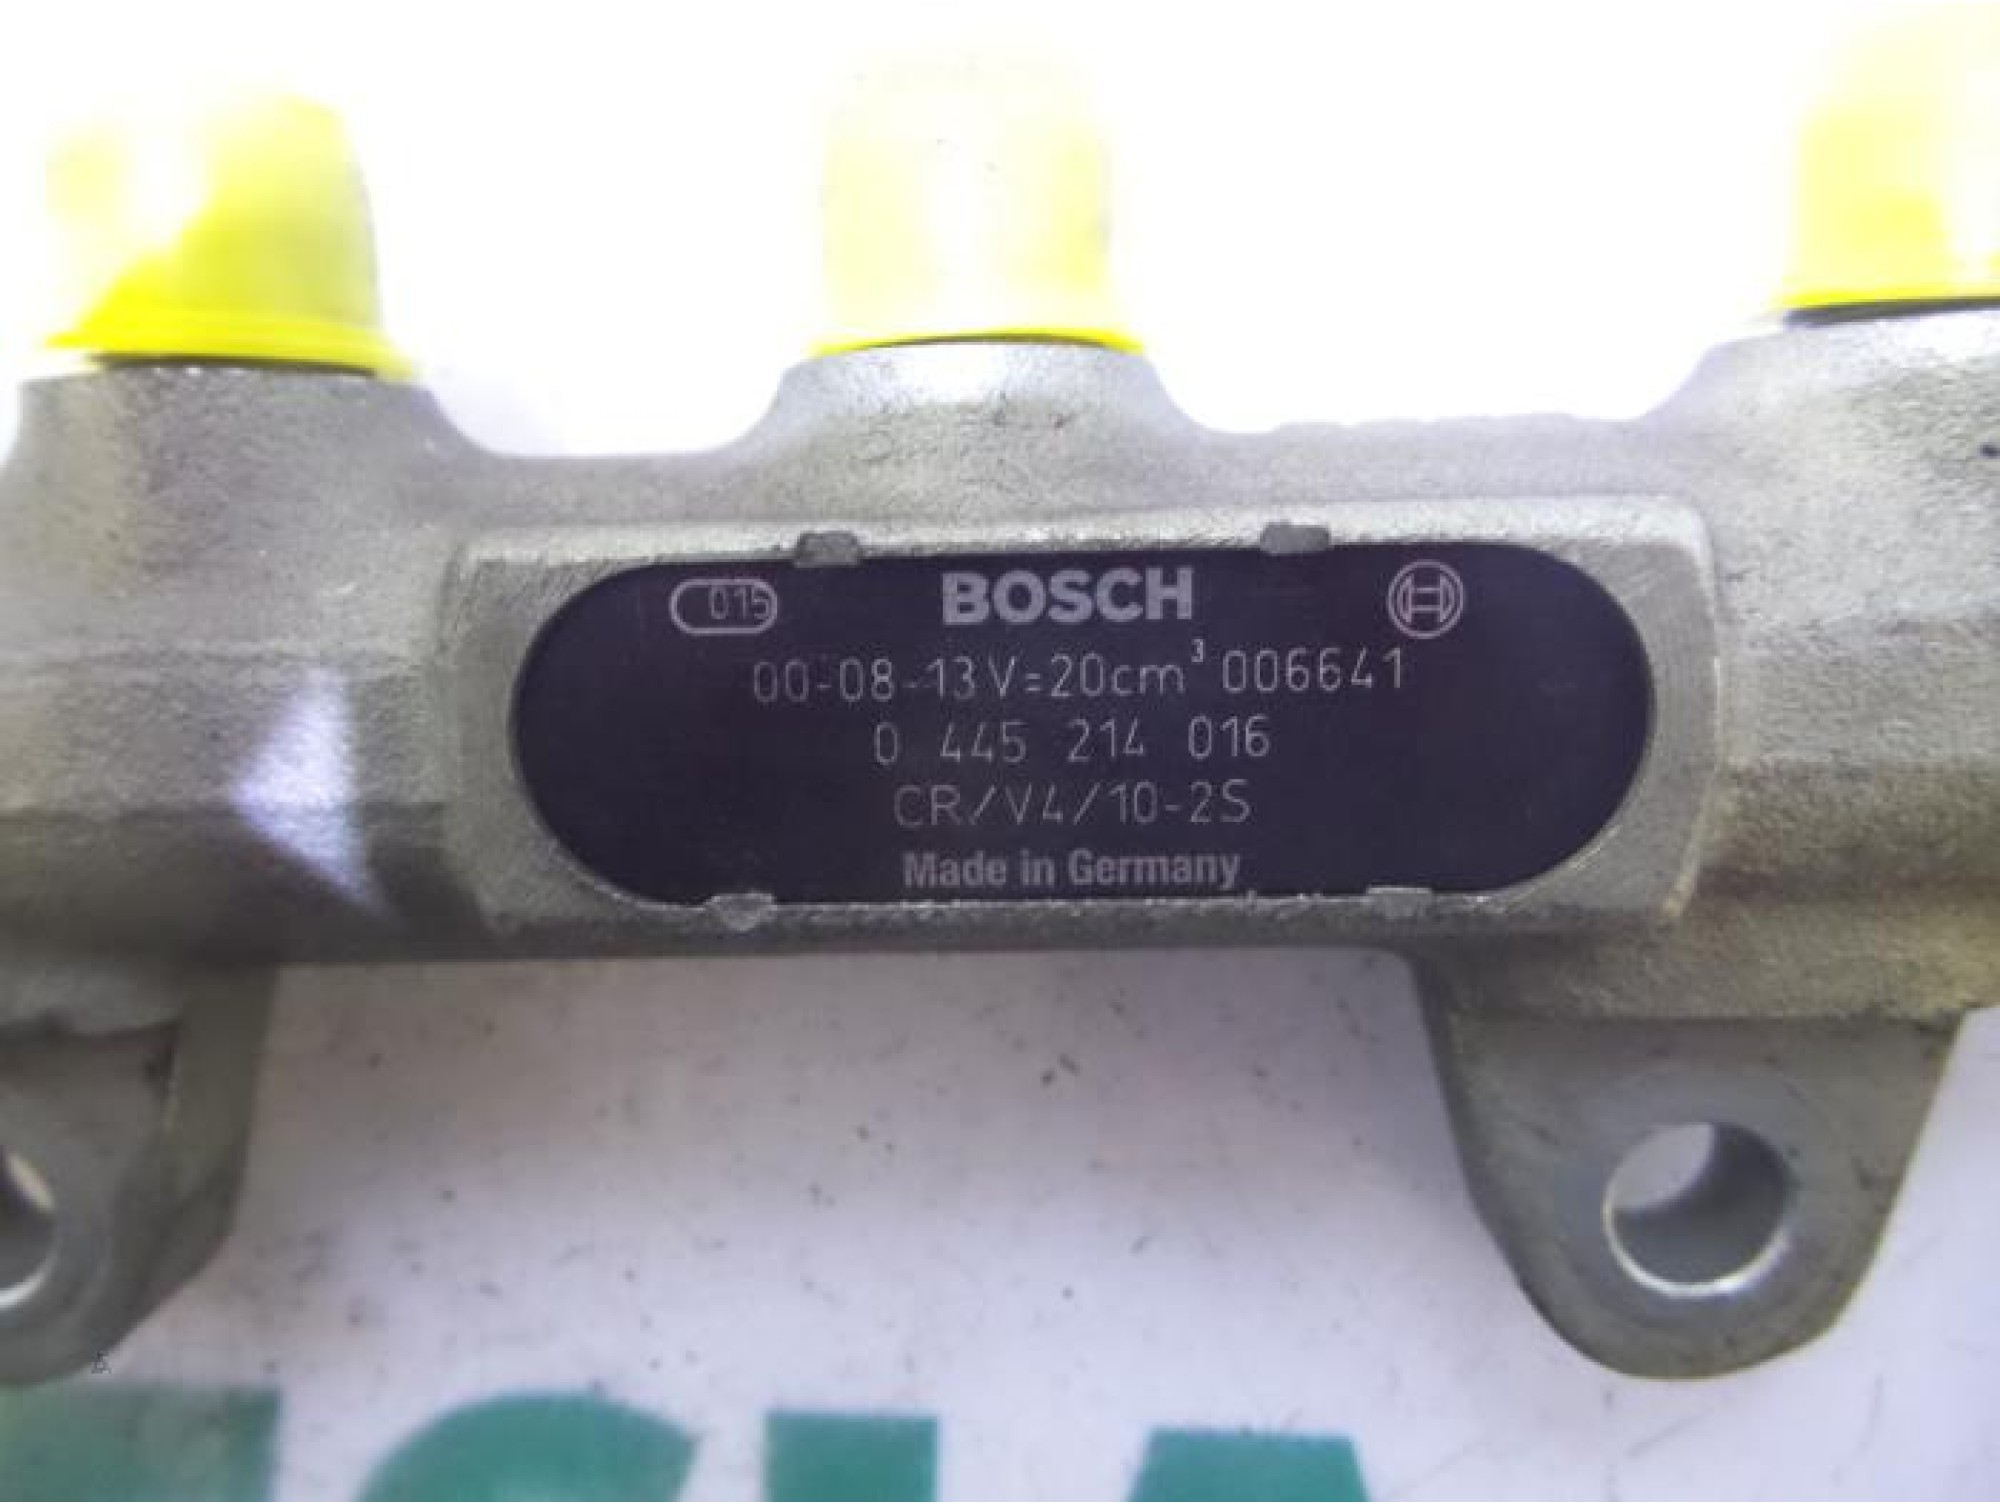 015 BOSCH
00-08-13 V=20cm³ 006641
0 445 214 016
CR/V4/10-2S
Made in Germany